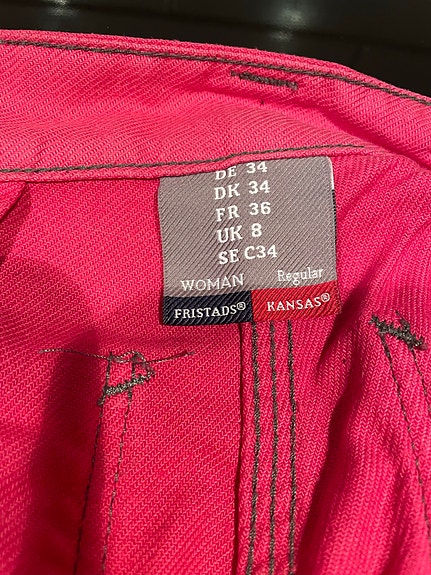 DE 34
DK 34
FR 36
UK 8
SE C34
WOMAN Regular
FRISTADS® KANSAS®